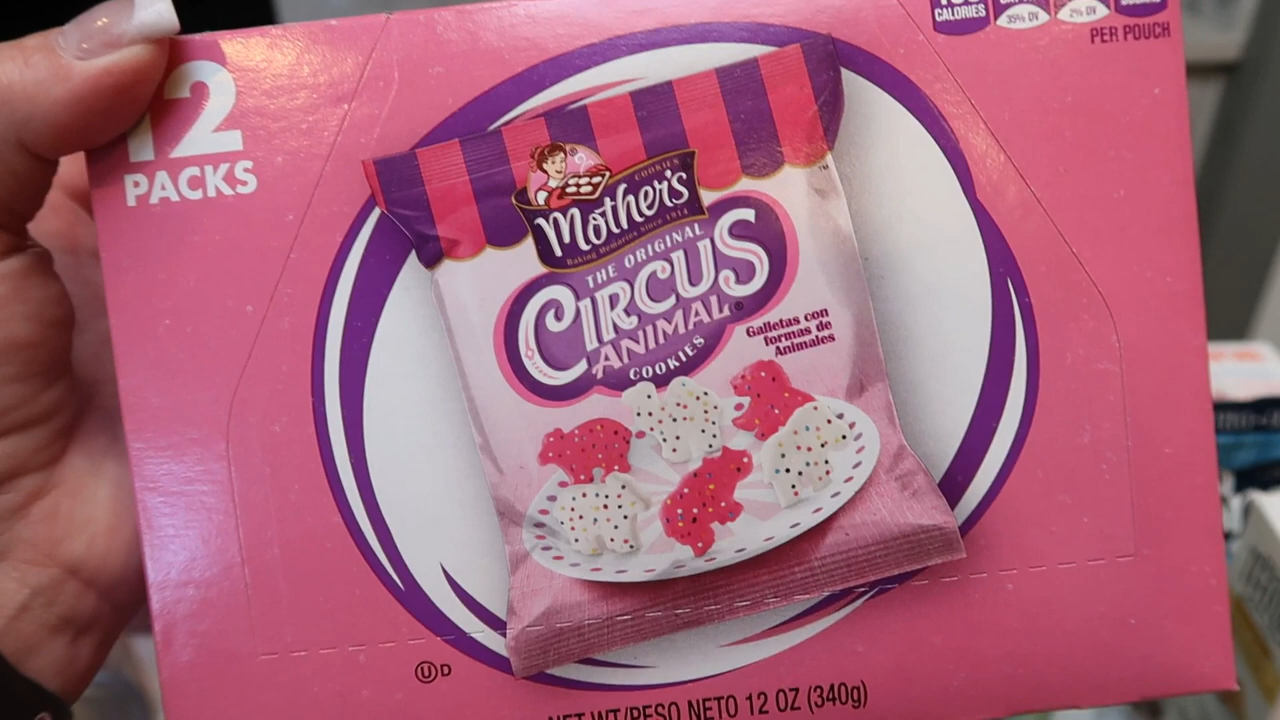 12
PACKS
CALORIES
35% DV
2% DV
PER POUCH
COOKIES
Mother's
Baking Memories Since 1914
THE ORIGINAL
CIRCUS
ANIMAL®
COOKIES
Galletas con
formas de
Animales
TM
U D
NET WT/PESO NETO 12 OZ (340g)